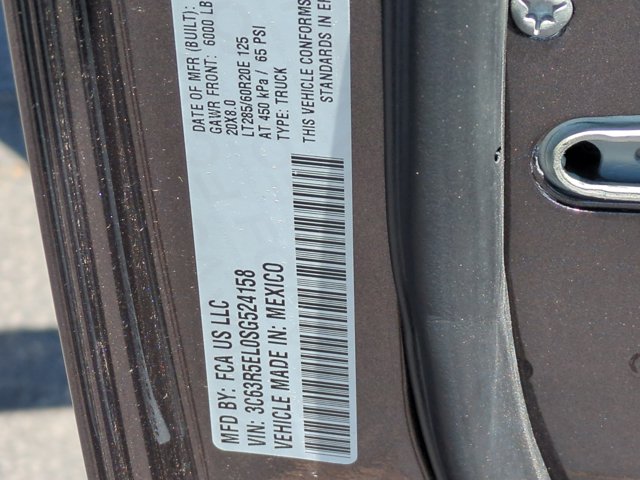 MFD BY: FCA US LLC
DATE OF MFR (BUILT):
GAWR FRONT: 6000 LB
20X8.0
LT285/60R20E 125
AT 450 kPa / 65 PSI
TYPE: TRUCK
THIS VEHICLE CONFORMS
STANDARDS IN
VIN: 3C63R5EL0SG524158
VEHICLE MADE IN: MEXICO